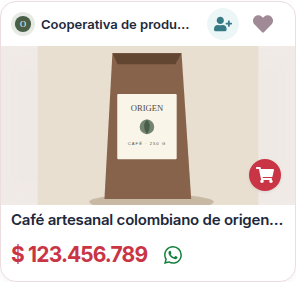 Cooperativa de produ...
ORIGEN
CAFÉ 250 G
Café artesanal colombiano de origen...
$ 123.456.789